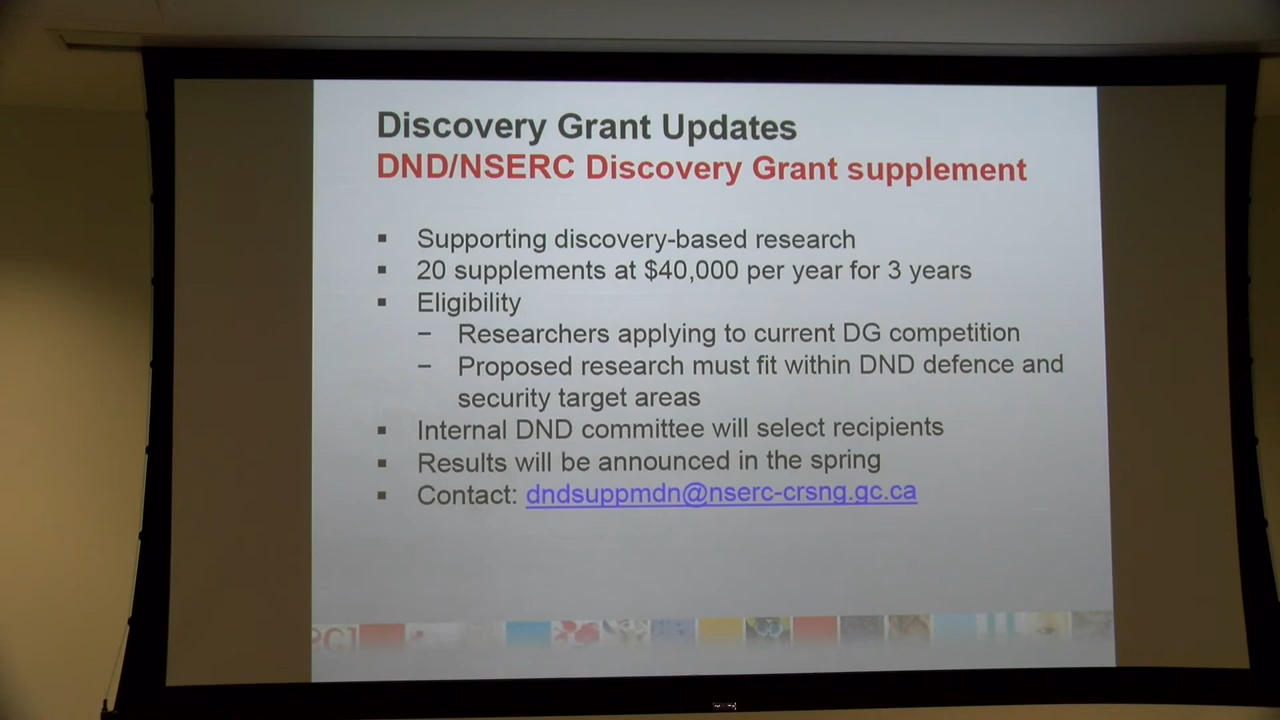 Discovery Grant Updates
DND/NSERC Discovery Grant supplement
▪ Supporting discovery-based research
▪ 20 supplements at $40,000 per year for 3 years
▪ Eligibility
– Researchers applying to current DG competition
– Proposed research must fit within DND defence and
security target areas
▪ Internal DND committee will select recipients
▪ Results will be announced in the spring
▪ Contact: dndsuppmdn@nserc-crsng.gc.ca